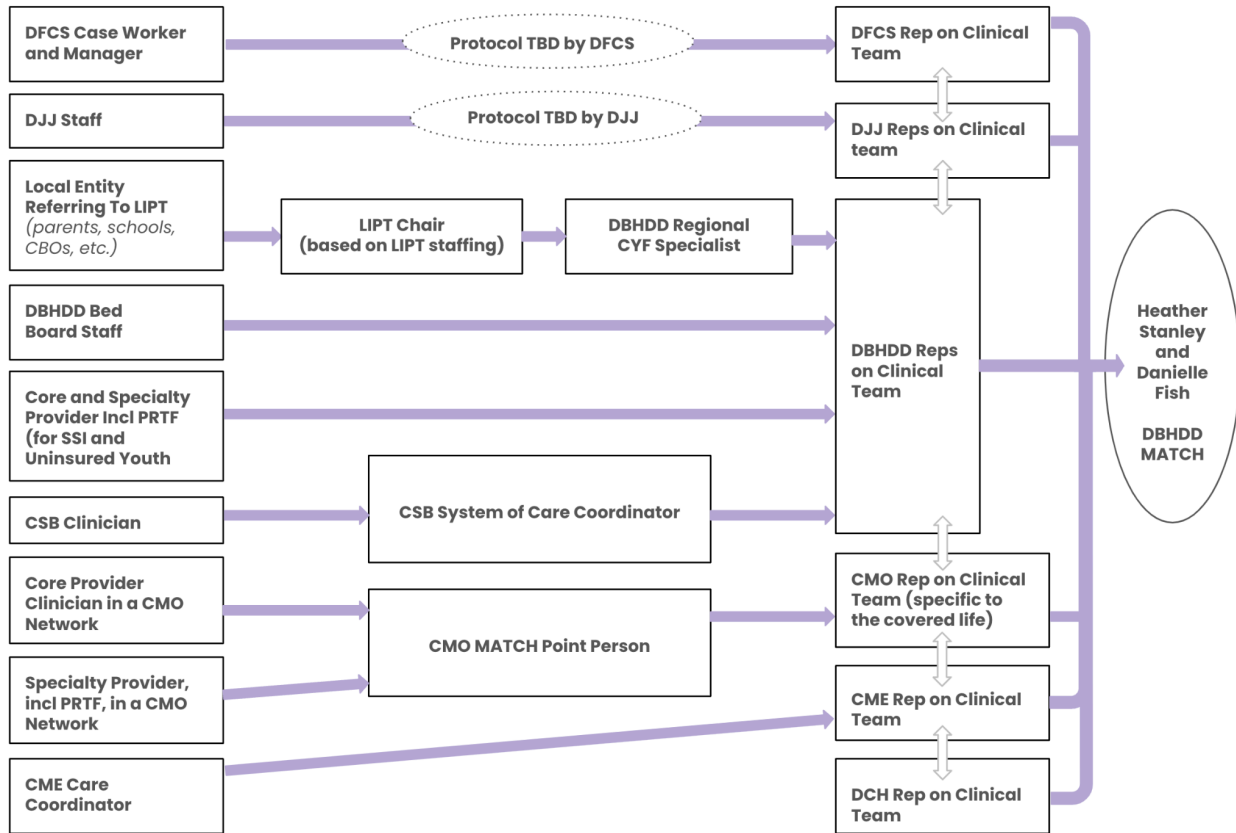 DFCS Case Worker
and Manager
Protocol TBD by DFCS
DFCS Rep on Clinical
Team
DJJ Staff
Protocol TBD by DJJ
DJJ Reps on Clinical
team
Local Entity
Referring To LIPT
(parents, schools,
CBOs, etc.)
LIPT Chair
(based on LIPT staffing)
DBHDD Regional
CYF Specialist
DBHDD Bed
Board Staff
DBHDD Reps
on Clinical
Team
Core and Specialty
Provider Incl PRTF
(for SSI and
Uninsured Youth
CSB Clinician
CSB System of Care Coordinator
Core Provider
Clinician in a CMO
Network
CMO MATCH Point Person
CMO Rep on Clinical
Team (specific to
the covered life)
Specialty Provider,
incl PRTF, in a CMO
Network
CME Rep on Clinical
Team
CME Care
Coordinator
DCH Rep on Clinical
Team
Heather
Stanley
and
Danielle
Fish
DBHDD
MATCH